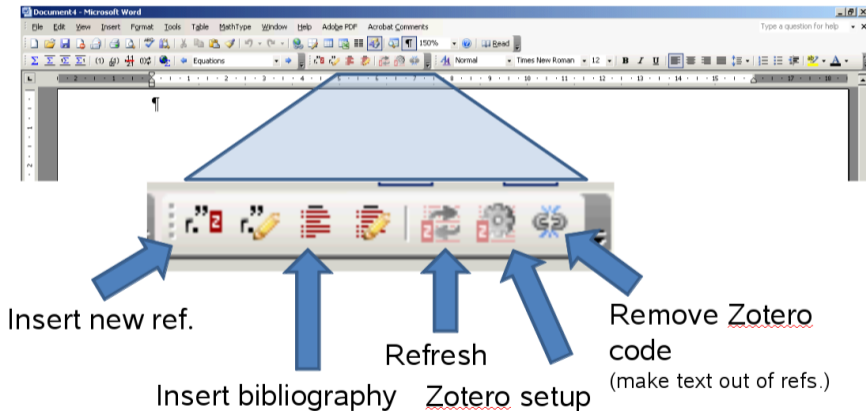 Document4 - Microsoft Word
File Edit View Insert Format Tools Table MathType Window Help Adobe PDF Acrobat Comments Type a question for help
150% Read
Equations Normal Times New Roman 12 B I U
Insert new ref.
Remove Zotero
code
(make text out of refs.)
Refresh
Insert bibliography Zotero setup